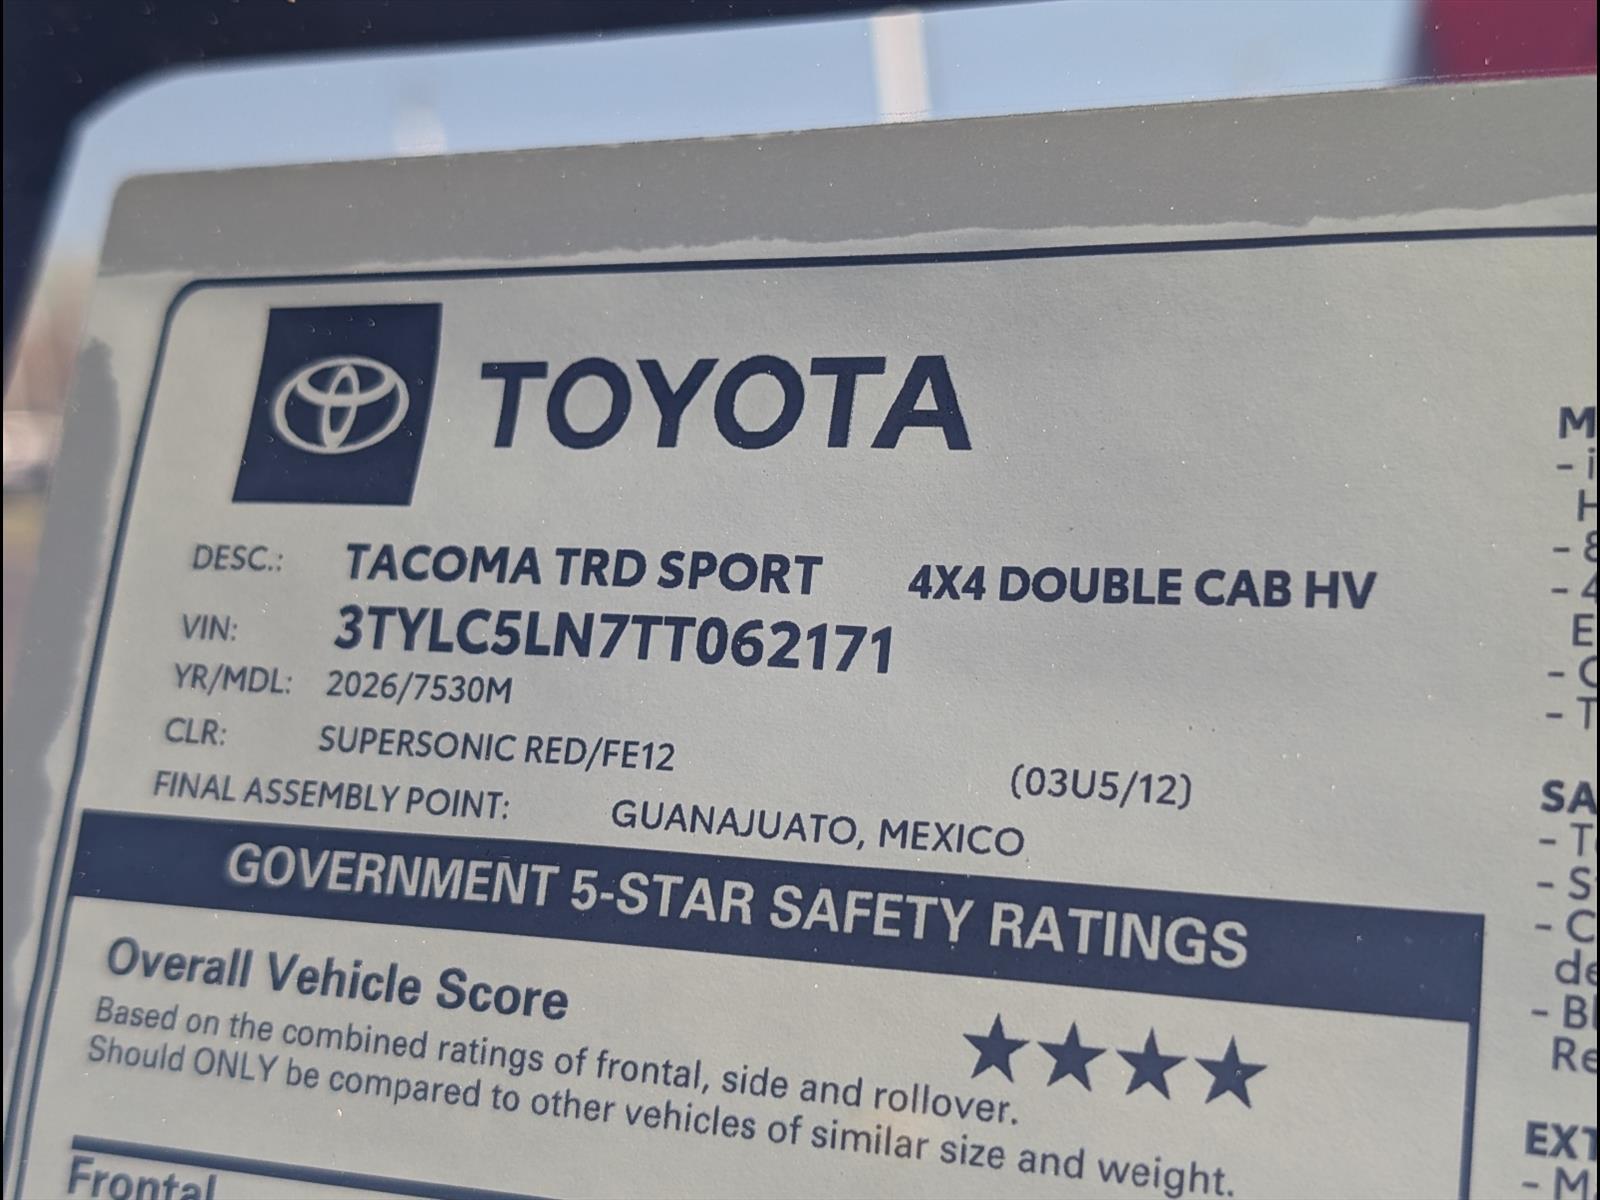 TOYOTA
DESC.: TACOMA TRD SPORT 4X4 DOUBLE CAB HV
VIN: 3TYLC5LN7TT062171
YR/MDL: 2026/7530M
CLR: SUPERSONIC RED/FE12 (03U5/12)
FINAL ASSEMBLY POINT: GUANAJUATO, MEXICO
GOVERNMENT 5-STAR SAFETY RATINGS
Overall Vehicle Score ★★★★
Based on the combined ratings of frontal, side and rollover.
Should ONLY be compared to other vehicles of similar size and weight.
Frontal